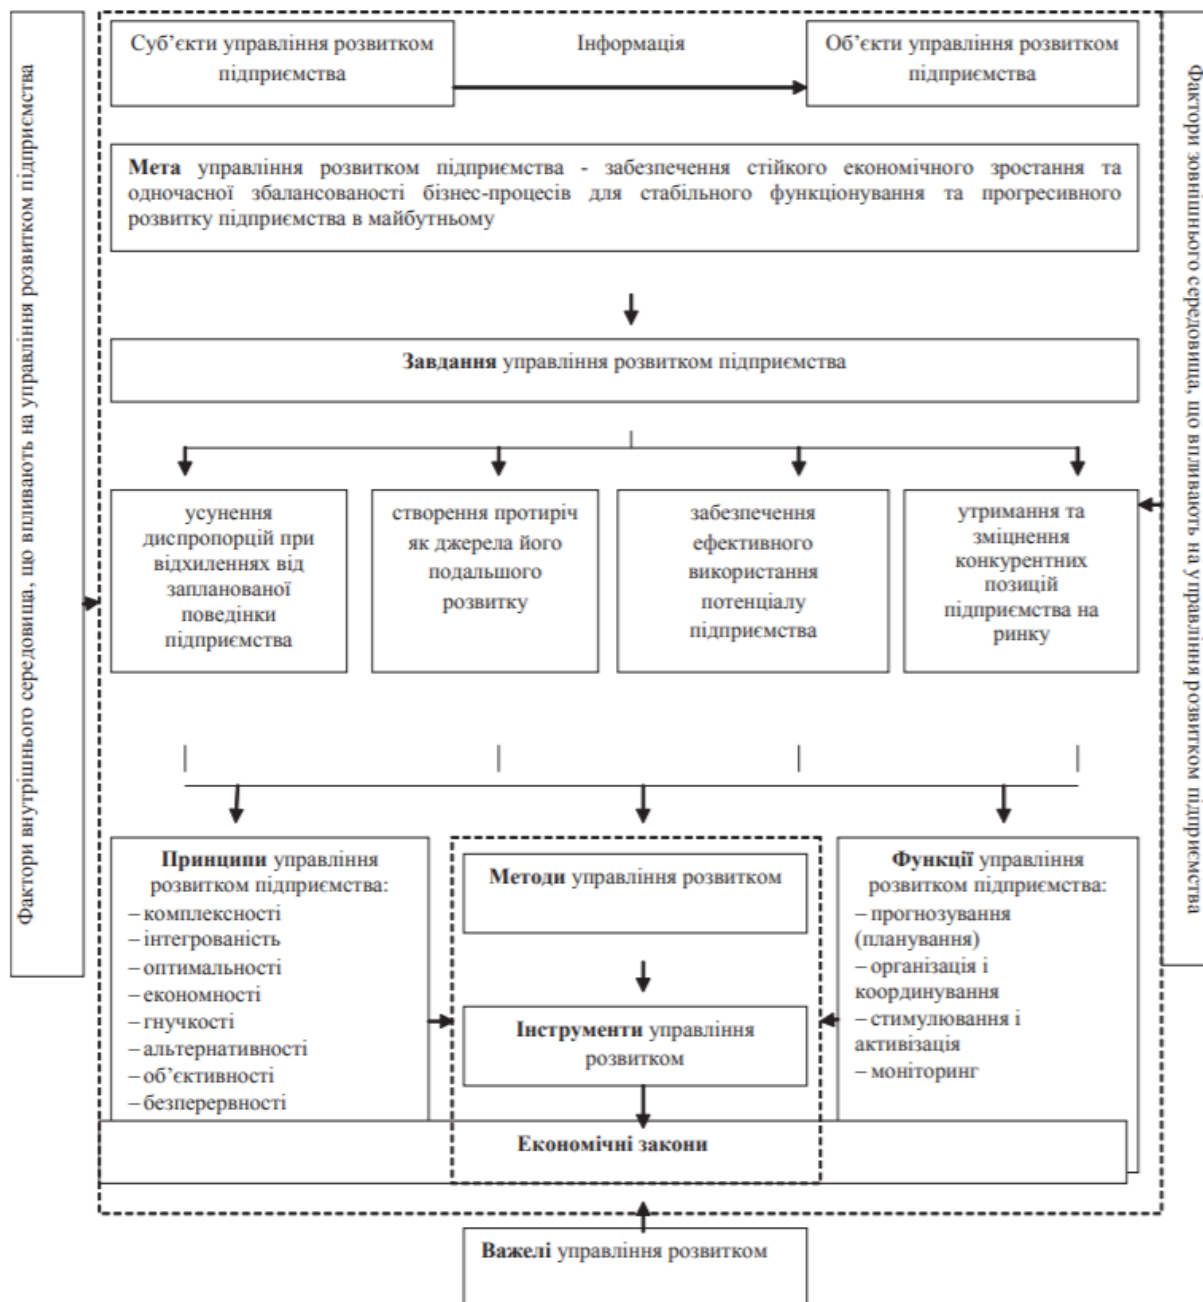 Фактори внутрішнього середовища, що впливають на управління розвитком підприємства
Суб’єкти управління розвитком
підприємства
Інформація
Об’єкти управління розвитком
підприємства
Мета управління розвитком підприємства - забезпечення стійкого економічного зростання та
одночасної збалансованості бізнес-процесів для стабільного функціонування та прогресивного
розвитку підприємства в майбутньому
Завдання управління розвитком підприємства
усунення
диспропорцій при
відхиленнях від
запланованої
поведінки
підприємства
створення протиріч
як джерела його
подальшого
розвитку
забезпечення
ефективного
використання
потенціалу
підприємства
утримання та
зміцнення
конкурентних
позицій
підприємства на
ринку
Принципи управління
розвитком підприємства:
– комплексності
– інтегрованість
– оптимальності
– економності
– гнучкості
– альтернативності
– об’єктивності
– безперервності
Методи управління розвитком
Інструменти управління
розвитком
Функції управління
розвитком підприємства:
– прогнозування
(планування)
– організація і
координування
– стимулювання і
активізація
– моніторинг
Економічні закони
Важелі управління розвитком
Фактори зовнішнього середовища, що впливають на управління розвитком підприємства